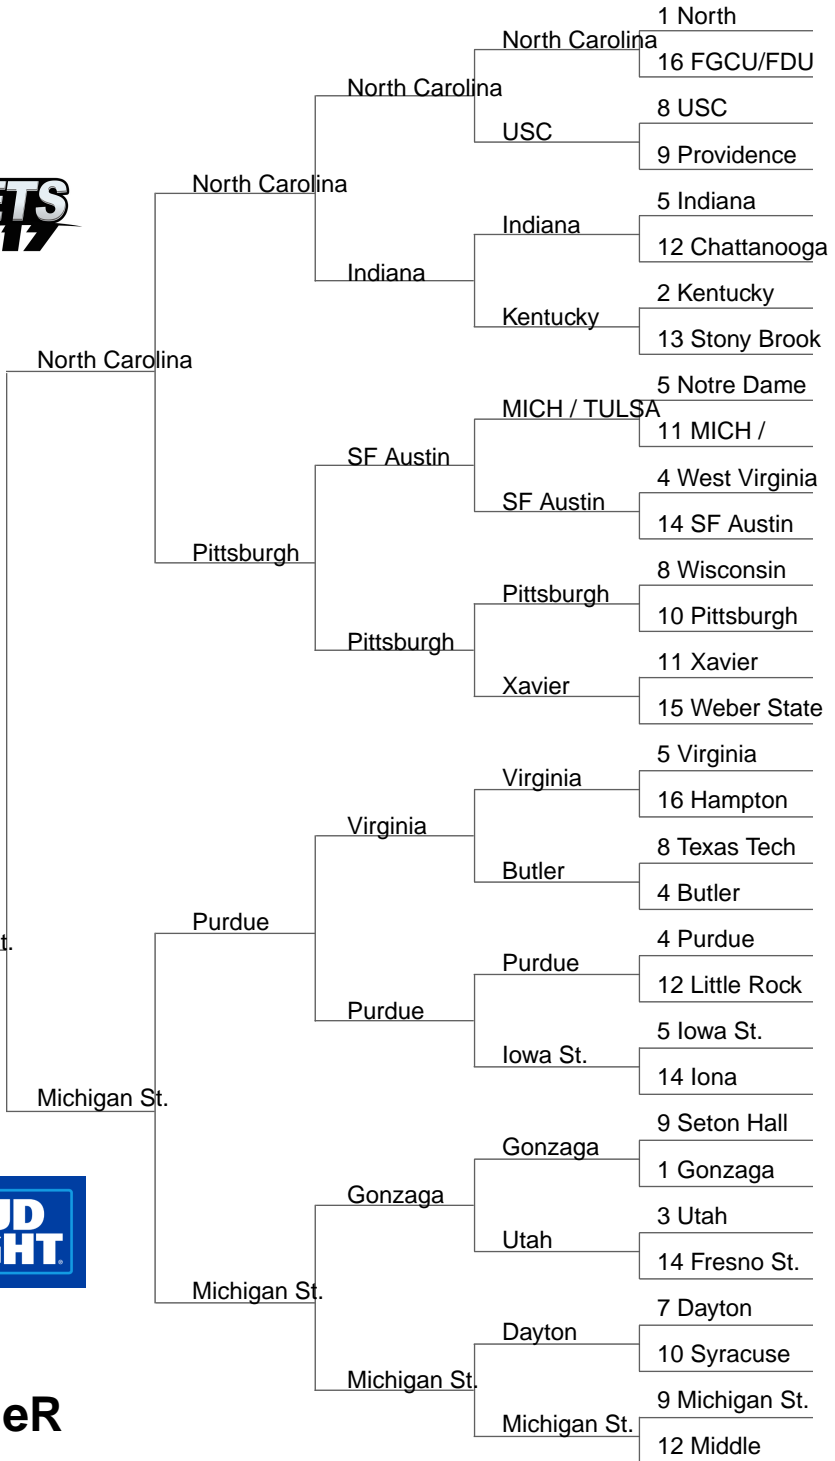 1 North
North Carolina
16 FGCU/FDU
North Carolina
8 USC
USC
9 Providence
North Carolina
5 Indiana
Indiana
12 Chattanooga
Indiana
2 Kentucky
Kentucky
13 Stony Brook
North Carolina
5 Notre Dame
MICH / TULSA
11 MICH /
SF Austin
4 West Virginia
SF Austin
14 SF Austin
Pittsburgh
8 Wisconsin
Pittsburgh
10 Pittsburgh
Pittsburgh
11 Xavier
Xavier
15 Weber State
5 Virginia
Virginia
16 Hampton
Virginia
8 Texas Tech
Butler
4 Butler
Purdue
4 Purdue
Purdue
12 Little Rock
Purdue
5 Iowa St.
Iowa St.
14 Iona
Michigan St.
9 Seton Hall
Gonzaga
1 Gonzaga
Gonzaga
3 Utah
Utah
14 Fresno St.
Michigan St.
7 Dayton
Dayton
10 Syracuse
Michigan St.
9 Michigan St.
Michigan St.
12 Middle
ETS
17
t.
UD
GHT
eR